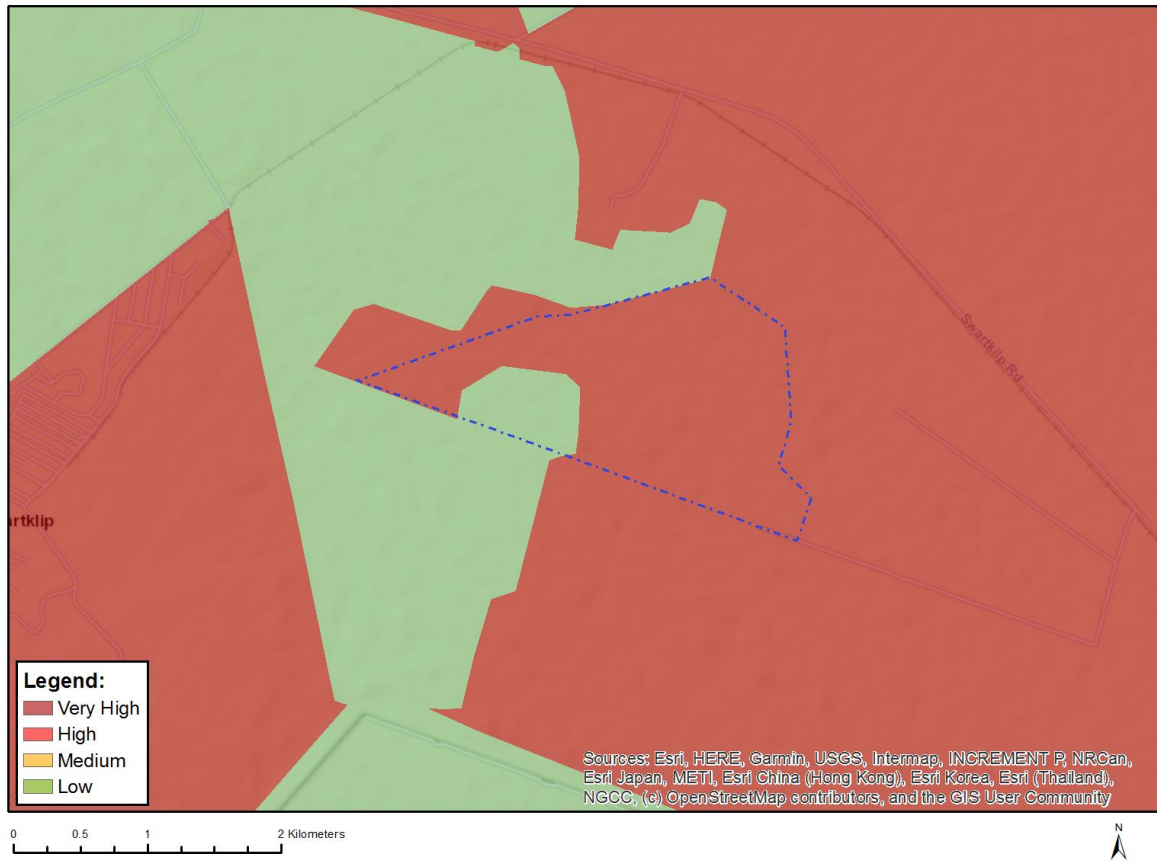 Swartklip Rd
artklip
Legend:
Very High
High
Medium
Low
Sources: Esri, HERE, Garmin, USGS, Intermap, INCREMENT P, NRCan,
Esri Japan, METI, Esri China (Hong Kong), Esri Korea, Esri (Thailand),
NGCC, (c) OpenStreetMap contributors, and the GIS User Community
0 0.5 1 2 Kilometers
N